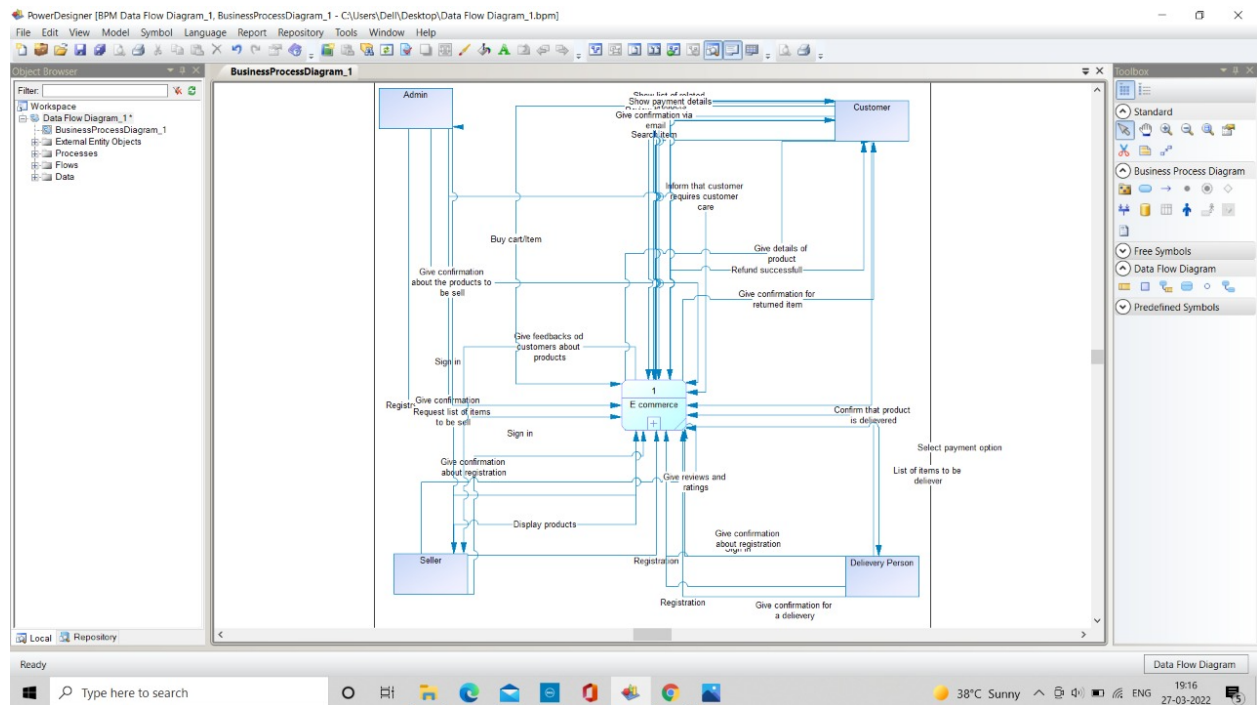 PowerDesigner [BPM Data Flow Diagram_1, BusinessProcessDiagram_1 - C:\Users\Dell\Desktop\Data Flow Diagram_1.bpm]
File Edit View Model Symbol Language Report Repository Tools Window Help
Object Browser
BusinessProcessDiagram_1
Toolbox
Filter:
Workspace
Data Flow Diagram_1 *
BusinessProcessDiagram_1
External Entity Objects
Processes
Flows
Data
Local
Repository
Admin
Show list of related
Show payment details
Give confirmation via
email
Search item
Customer
Inform that customer
requires customer
care
Buy cart/Item
Give details of
product
Refund successfull
Give confirmation
about the products to
be sell
Give confirmation for
returned item
Give feedbacks od
customers about
products
Sign in
1
E commerce
Give confirmation
Request list of items
to be sell
Confirm that product
is delievered
Sign in
Select payment option
Give confirmation
about registration
List of items to be
deliever
Give reviews and
ratings
Display products
Give confirmation
about registration
Sign in
Seller
Registration
Delievery Person
Registration
Give confirmation for
a delievery
Standard
Business Process Diagram
Free Symbols
Data Flow Diagram
Predefined Symbols
Ready
Data Flow Diagram
Type here to search
38°C Sunny
ENG
19:16
27-03-2022
5